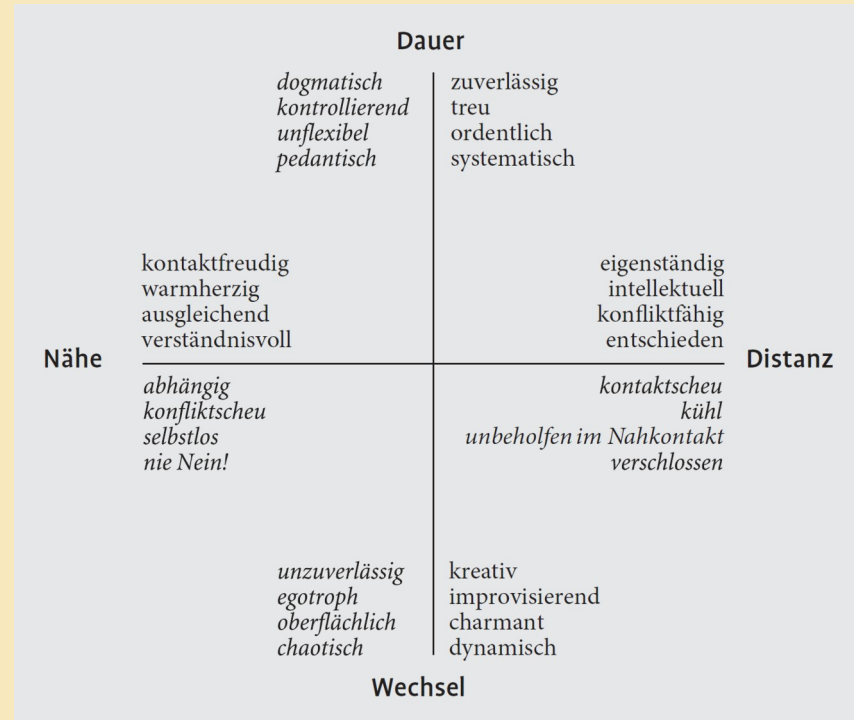 Dauer
dogmatisch
kontrollierend
unflexibel
pedantisch
zuverlässig
treu
ordentlich
systematisch
kontaktfreudig
warmherzig
ausgleichend
verständnisvoll
eigenständig
intellektuell
konfliktfähig
entschieden
Nähe
Distanz
abhängig
konfliktscheu
selbstlos
nie Nein!
kontaktscheu
kühl
unbeholfen im Nahkontakt
verschlossen
unzuverlässig
egotroph
oberflächlich
chaotisch
kreativ
improvisierend
charmant
dynamisch
Wechsel